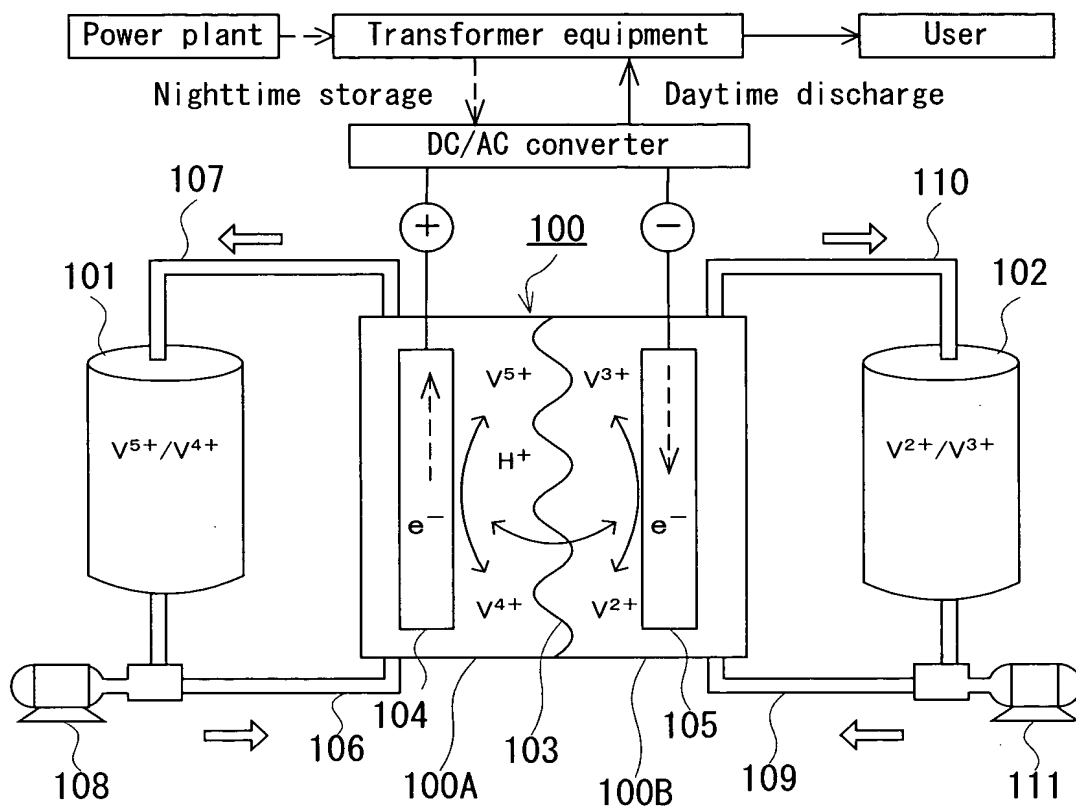 Power plant
Transformer equipment
User
Nighttime storage
Daytime discharge
DC/AC converter
107
110
+
−
100
101
102
V⁵⁺
V³⁺
V⁵⁺/V⁴⁺
H⁺
V²⁺/V³⁺
e⁻
e⁻
V⁴⁺
V²⁺
104
105
106
103
109
108
100A
100B
111